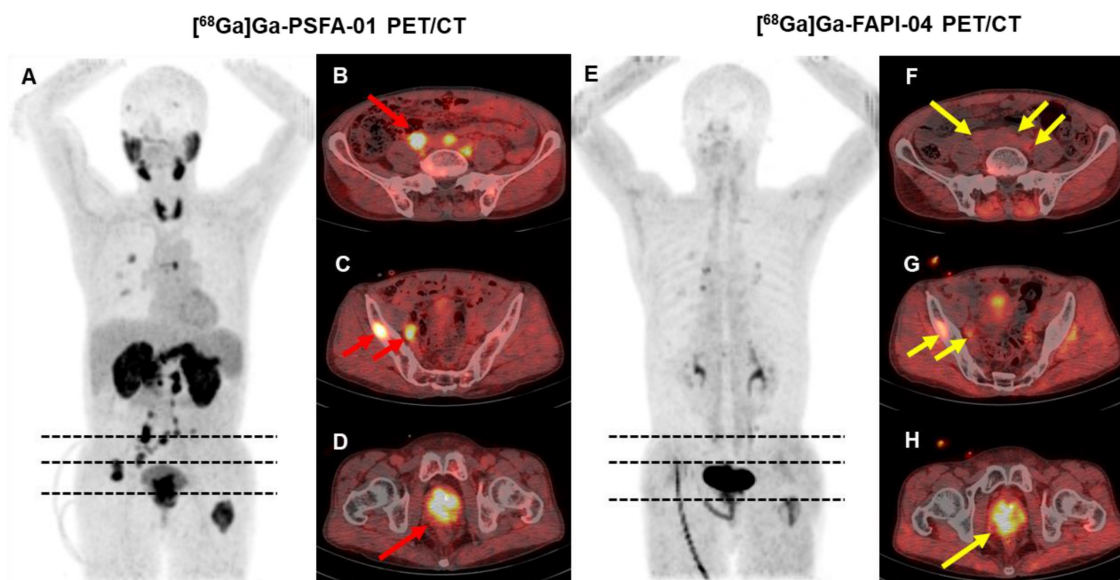 [⁶⁸Ga]Ga-PSFA-01 PET/CT
[⁶⁸Ga]Ga-FAPI-04 PET/CT
A
B
C
D
E
F
G
H